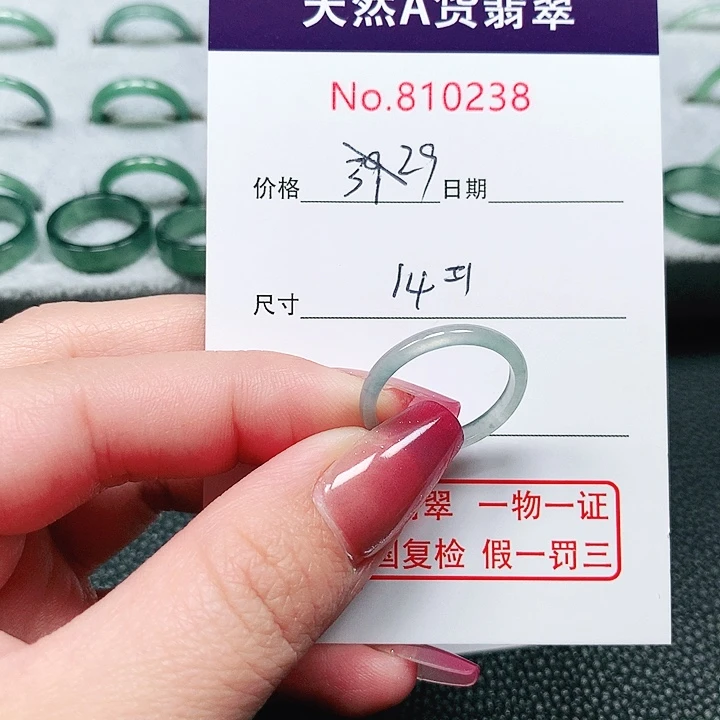 天然A货翡翠
No.810238
价格 39 29 日期
尺寸 14
翠 一物一证
国复检 假一罚三